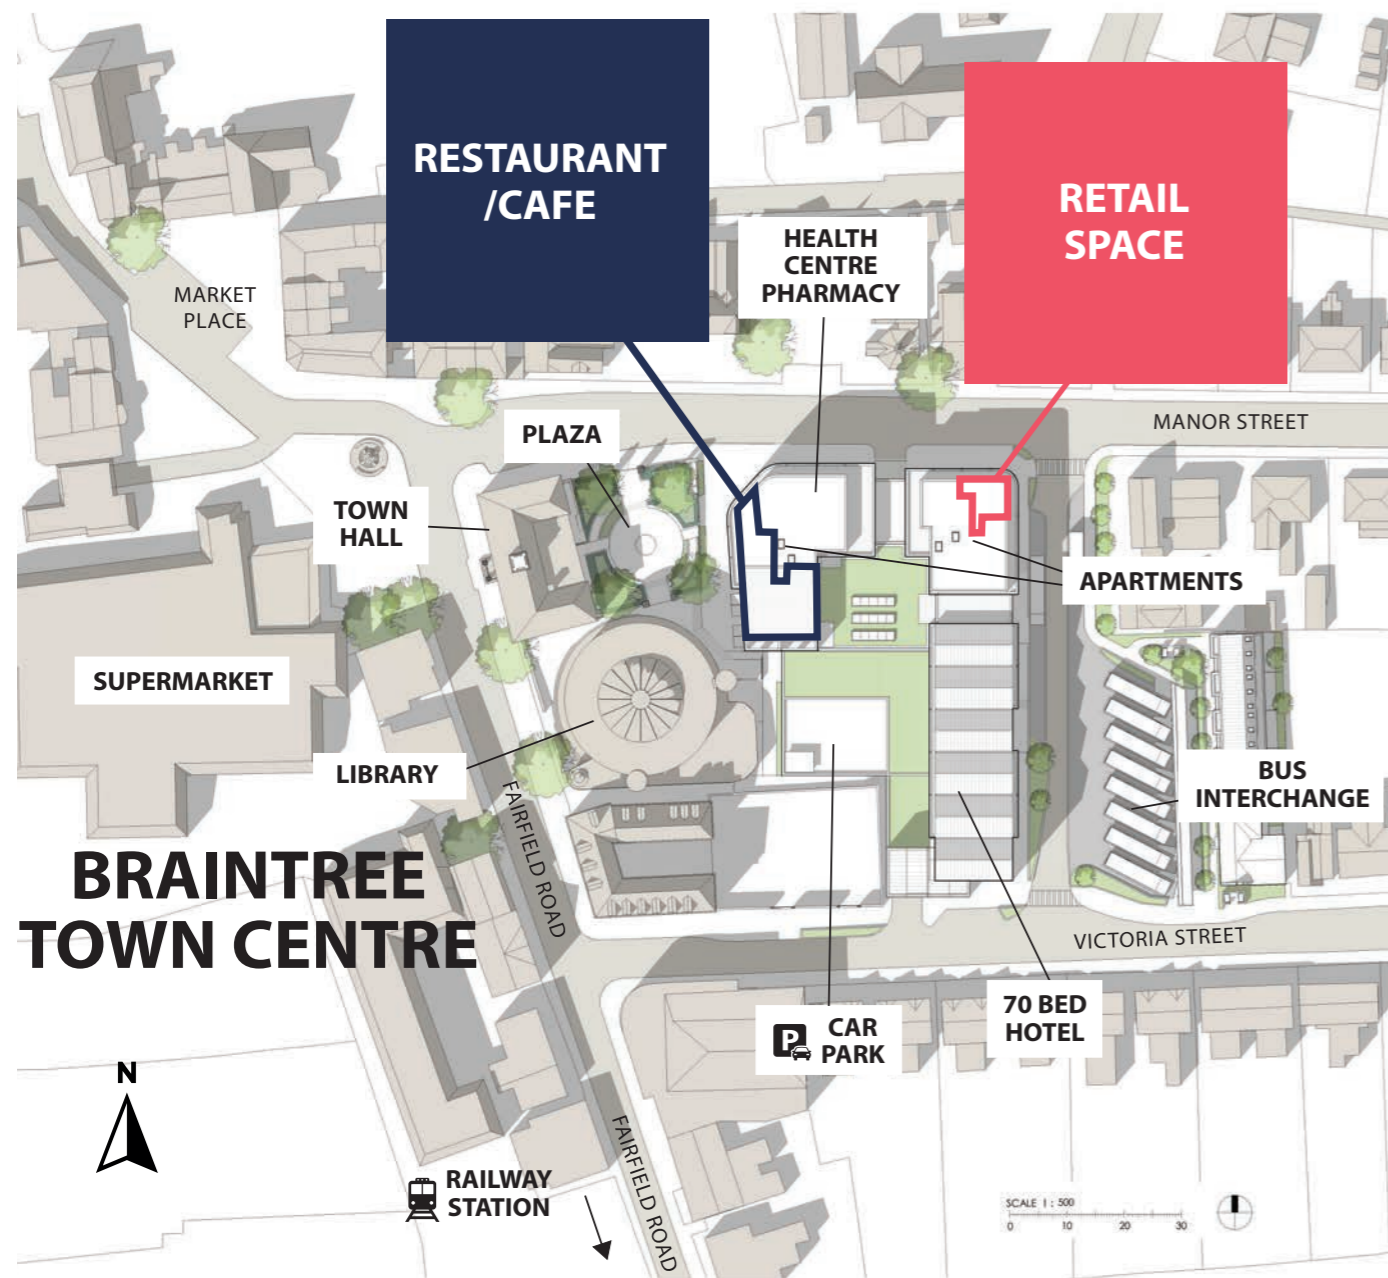 RESTAURANT
/CAFE
RETAIL
SPACE
HEALTH
CENTRE
PHARMACY
MARKET
PLACE
MANOR STREET
PLAZA
TOWN
HALL
APARTMENTS
SUPERMARKET
LIBRARY
BUS
INTERCHANGE
FAIRFIELD ROAD
BRAINTREE
TOWN CENTRE
VICTORIA STREET
70 BED
HOTEL
P
CAR
PARK
N
FAIRFIELD ROAD
RAILWAY
STATION
SCALE 1 : 500
0 10 20 30